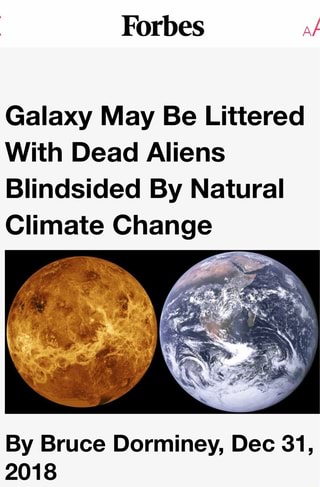 Forbes
AA
Galaxy May Be Littered
With Dead Aliens
Blindsided By Natural
Climate Change
By Bruce Dorminey, Dec 31,
2018